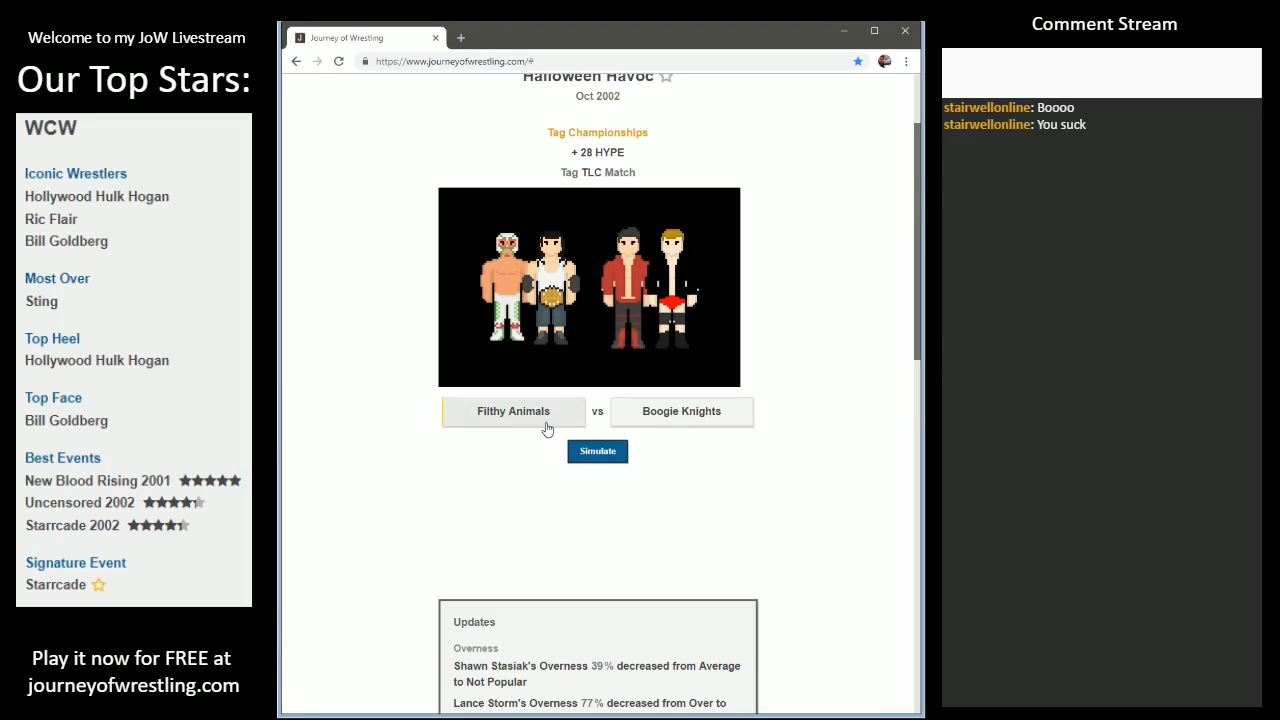 Welcome to my JoW Livestream
Our Top Stars:
WCW
Iconic Wrestlers
Hollywood Hulk Hogan
Ric Flair
Bill Goldberg
Most Over
Sting
Top Heel
Hollywood Hulk Hogan
Top Face
Bill Goldberg
Best Events
New Blood Rising 2001
Uncensored 2002
Starrcade 2002
Signature Event
Starrcade
Play it now for FREE at
journeyofwrestling.com
Journey of Wrestling
https://www.journeyofwrestling.com/#
Halloween Havoc
Oct 2002
Tag Championships
+ 28 HYPE
Tag TLC Match
Filthy Animals vs Boogie Knights
Simulate
Updates
Overness
Shawn Stasiak's Overness 39% decreased from Average
to Not Popular
Lance Storm's Overness 77% decreased from Over to
Comment Stream
stairwellonline: Boooo
stairwellonline: You suck